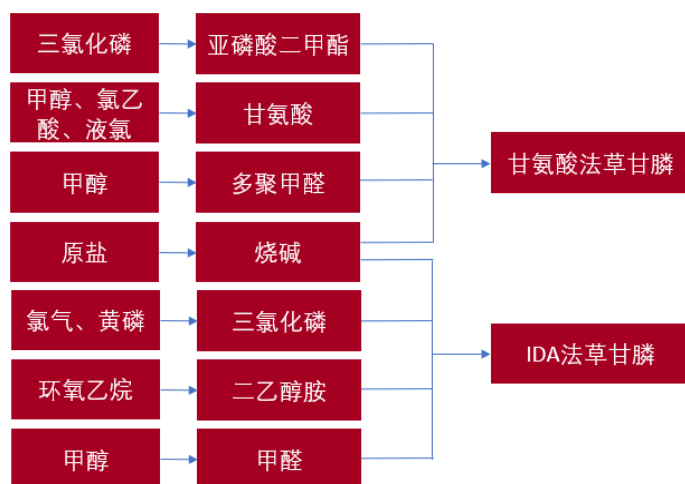 三氯化磷
亚磷酸二甲酯
甲醇、氯乙
酸、液氯
甘氨酸
甲醇
多聚甲醛
甘氨酸法草甘膦
原盐
烧碱
氯气、黄磷
三氯化磷
IDA法草甘膦
环氧乙烷
二乙醇胺
甲醇
甲醛